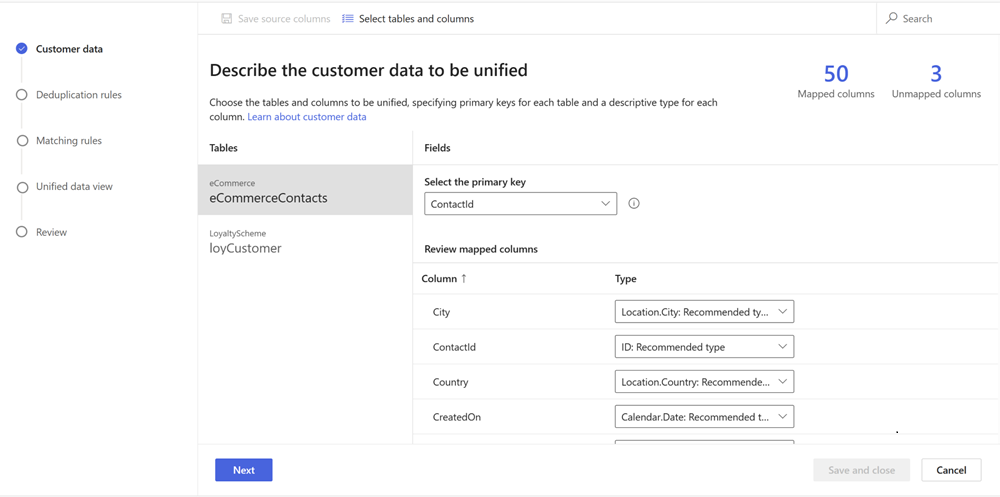 Save source columns
Select tables and columns
Search
Customer data
Deduplication rules
Matching rules
Unified data view
Review
Describe the customer data to be unified
50
Mapped columns
3
Unmapped columns
Choose the tables and columns to be unified, specifying primary keys for each table and a descriptive type for each
column. Learn about customer data
Tables
Fields
eCommerce
eCommerceContacts
LoyaltyScheme
loyCustomer
Select the primary key
ContactId
Review mapped columns
Column ↑
Type
City
Location.City: Recommended ty...
ContactId
ID: Recommended type
Country
Location.Country: Recommende...
CreatedOn
Calendar.Date: Recommended t...
Next
Save and close
Cancel